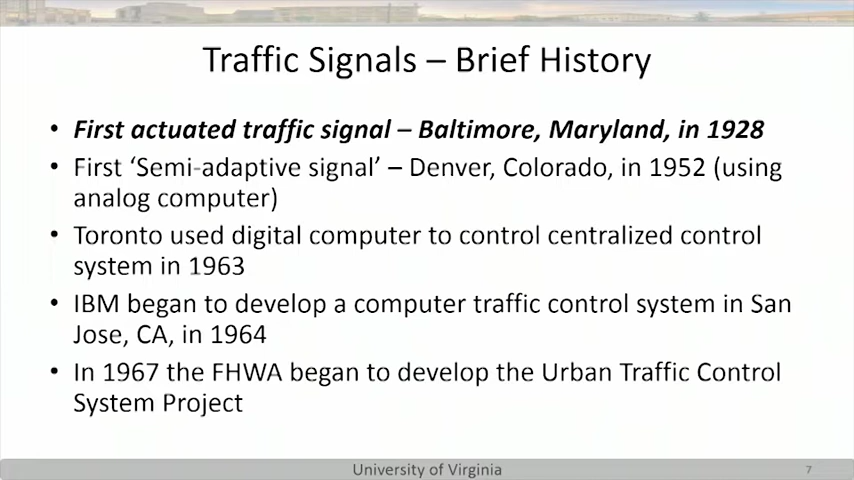 Traffic Signals – Brief History
• First actuated traffic signal – Baltimore, Maryland, in 1928
• First ‘Semi-adaptive signal’ – Denver, Colorado, in 1952 (using
analog computer)
• Toronto used digital computer to control centralized control
system in 1963
• IBM began to develop a computer traffic control system in San
Jose, CA, in 1964
• In 1967 the FHWA began to develop the Urban Traffic Control
System Project
University of Virginia
7